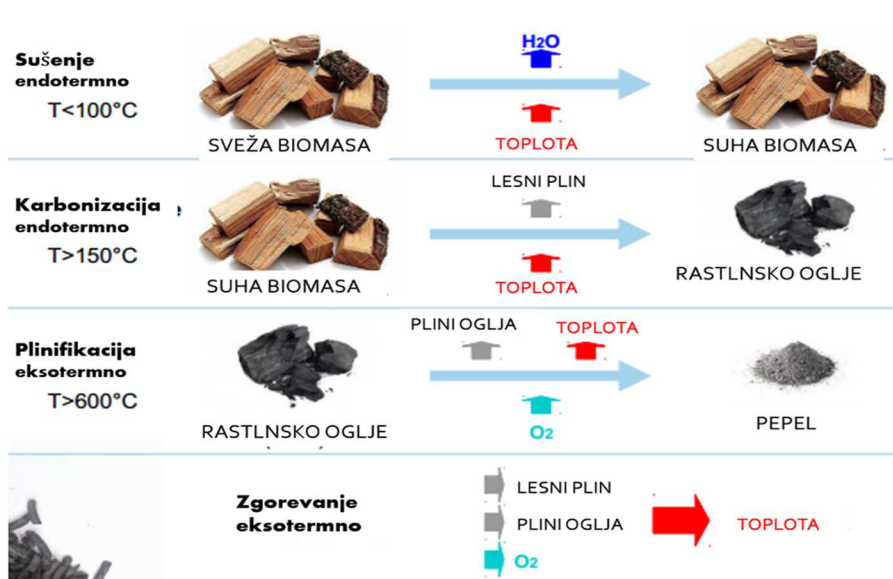 Sušenje
endotermno
T<100°C
SVEŽA BIOMASA
H2O
TOPLOTA
SUHA BIOMASA
Karbonizacija
endotermno
T>150°C
SUHA BIOMASA
LESNI PLIN
TOPLOTA
RASTLNSKO OGLJE
Plinifikacija
eksotermno
T>600°C
RASTLNSKO OGLJE
PLINI OGLJA
TOPLOTA
O2
PEPEL
Zgorevanje
eksotermno
LESNI PLIN
PLINI OGLJA
O2
TOPLOTA